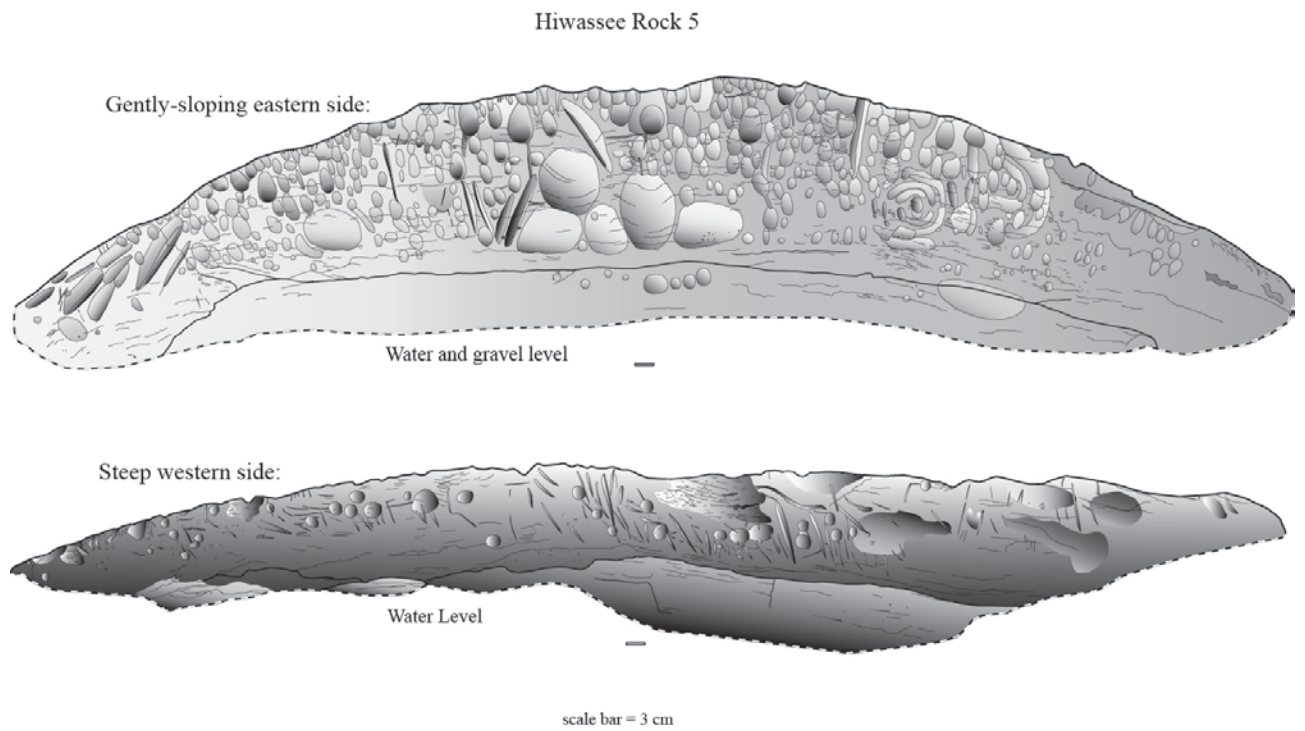 Hiwassee Rock 5
Gently-sloping eastern side:
Water and gravel level
Steep western side:
Water Level
scale bar = 3 cm